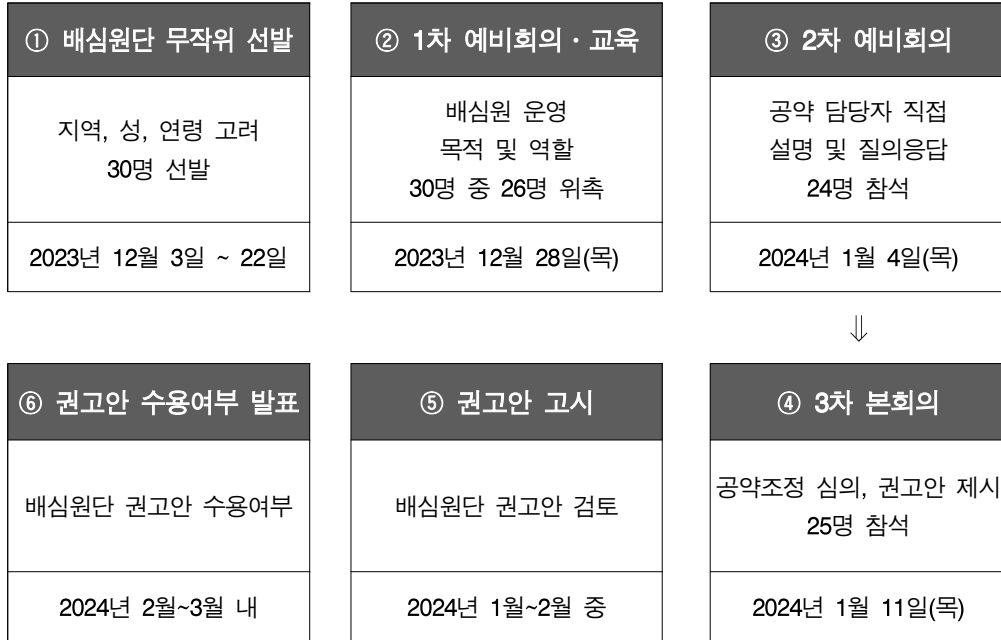 ① 배심원단 무작위 선발
지역, 성, 연령 고려
30명 선발
2023년 12월 3일 ~ 22일
② 1차 예비회의·교육
배심원 운영
목적 및 역할
30명 중 26명 위촉
2023년 12월 28일(목)
③ 2차 예비회의
공약 담당자 직접
설명 및 질의응답
24명 참석
2024년 1월 4일(목)
⇓
④ 3차 본회의
공약조정 심의, 권고안 제시
25명 참석
2024년 1월 11일(목)
⑤ 권고안 고시
배심원단 권고안 검토
2024년 1월~2월 중
⑥ 권고안 수용여부 발표
배심원단 권고안 수용여부
2024년 2월~3월 내